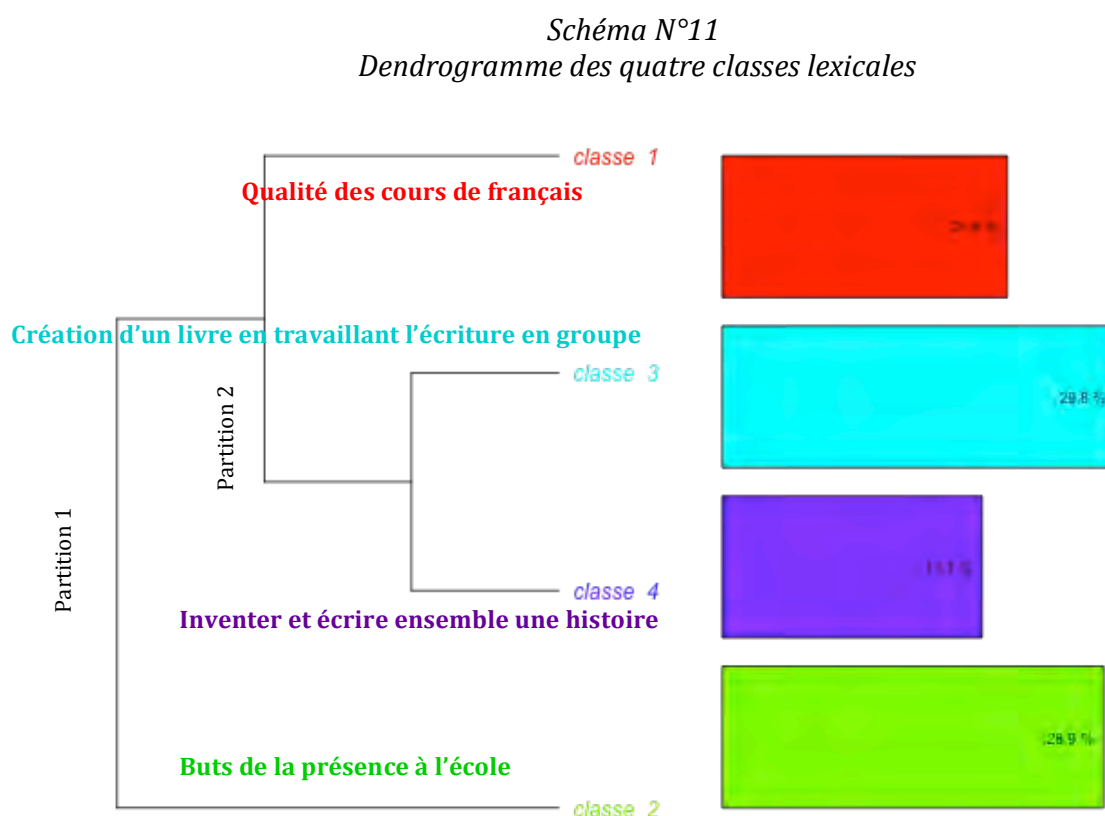 Schéma N°11
Dendrogramme des quatre classes lexicales
classe 1
Qualité des cours de français
Création d’un livre en travaillant l’écriture en groupe
classe 3
29,8 %
Partition 2
Partition 1
classe 4
Inventer et écrire ensemble une histoire
28,9 %
Buts de la présence à l’école
classe 2